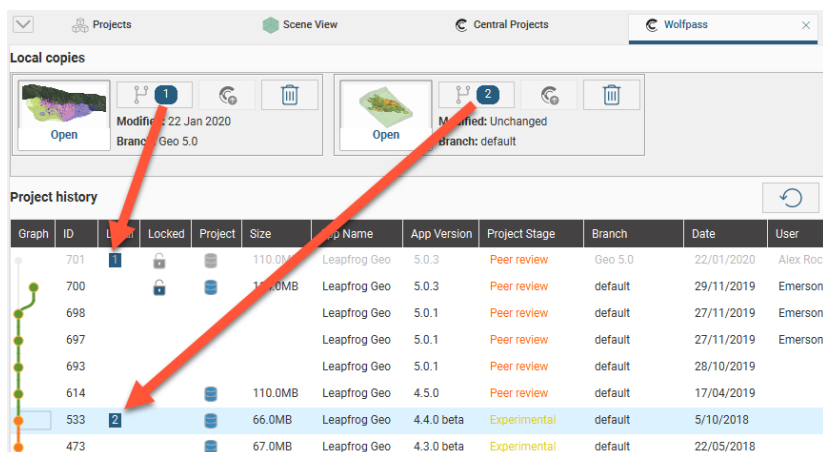 Projects Scene View Central Projects Wolfpass
Local copies
1
Open
Modified: 22 Jan 2020
Branch: Geo 5.0
2
Open
Modified: Unchanged
Branch: default
Project history
Graph ID Locked Project Size App Name App Version Project Stage Branch Date User
701 1 110.0MB Leapfrog Geo 5.0.3 Peer review Geo 5.0 22/01/2020 Alex Roc
700 Leapfrog Geo 5.0.3 Peer review default 29/11/2019 Emerson
698 Leapfrog Geo 5.0.1 Peer review default 27/11/2019 Emerson
697 Leapfrog Geo 5.0.1 Peer review default 27/11/2019 Emerson
693 Leapfrog Geo 5.0.1 Peer review default 28/10/2019
614 110.0MB Leapfrog Geo 4.5.0 Peer review default 17/04/2019
533 2 66.0MB Leapfrog Geo 4.4.0 beta Experimental default 5/10/2018
473 67.0MB Leapfrog Geo 4.3.0 beta Experimental default 22/05/2018